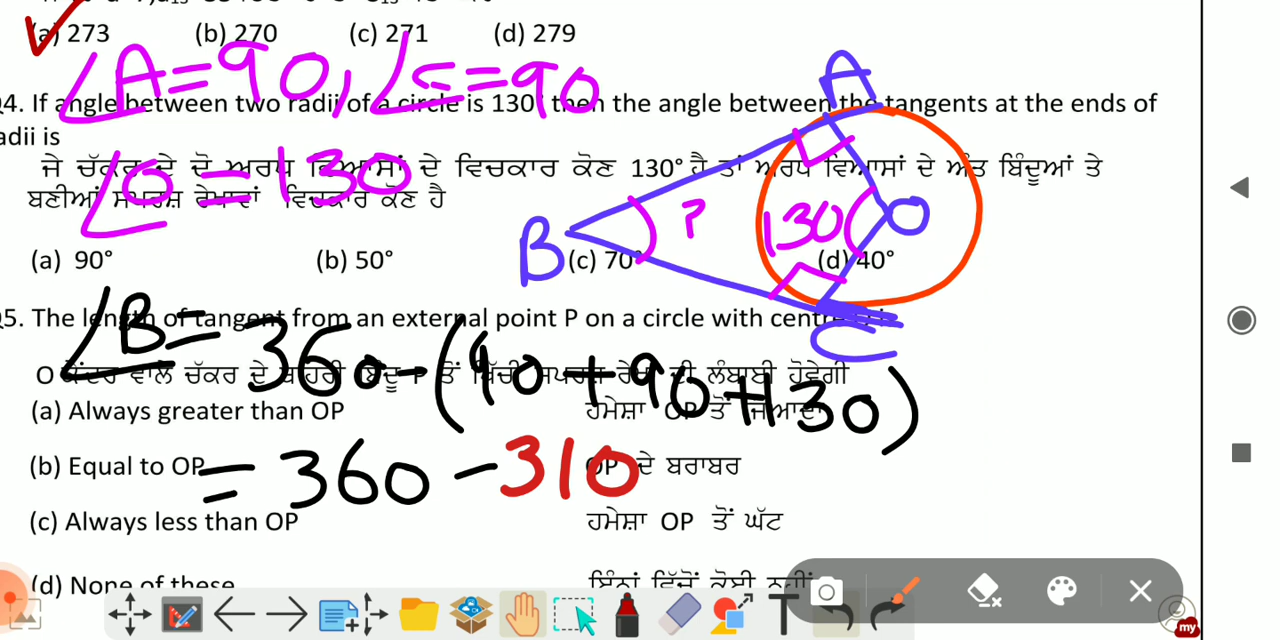 (a) 273 (b) 270 (c) 271 (d) 279
∠A=90, ∠C=90
Q4. If angle between two radii of a circle is 130° then the angle between the tangents at the ends of
radii is
ਜੇ ਚੱਕਰ ਦੇ ਦੋ ਅਰਧ ਵਿਆਸਾਂ ਦੇ ਵਿਚਕਾਰ ਕੋਣ 130° ਹੈ ਤਾਂ ਅਰਧ ਵਿਆਸਾਂ ਦੇ ਅੰਤ ਬਿੰਦੂਆਂ ਤੇ
∠O=130
ਬਣੀਆਂ ਸਪਰਸ਼ ਰੇਖਾਵਾਂ ਵਿਚਕਾਰ ਕੋਣ ਹੈ
A
B
?
130
O
C
(a) 90° (b) 50° (c) 70° (d) 40°
Q5. The length of tangent from an external point P on a circle with centre O is
∠B=360-(90+90+130)
O ਕੇਂਦਰ ਵਾਲੇ ਚੱਕਰ ਦੇ ਬਾਹਰੀ ਬਿੰਦੂ P ਤੋਂ ਖਿੱਚੀ ਸਪਰਸ਼ ਰੇਖਾ ਦੀ ਲੰਬਾਈ ਹੋਵੇਗੀ
(a) Always greater than OP ਹਮੇਸ਼ਾ OP ਤੋਂ ਜ਼ਿਆਦਾ
(b) Equal to OP OP ਦੇ ਬਰਾਬਰ
=360-310
(c) Always less than OP ਹਮੇਸ਼ਾ OP ਤੋਂ ਘੱਟ
(d) None of these ਇੰਨਾਂ ਵਿੱਚੋਂ ਕੋਈ ਨਹੀਂ
my